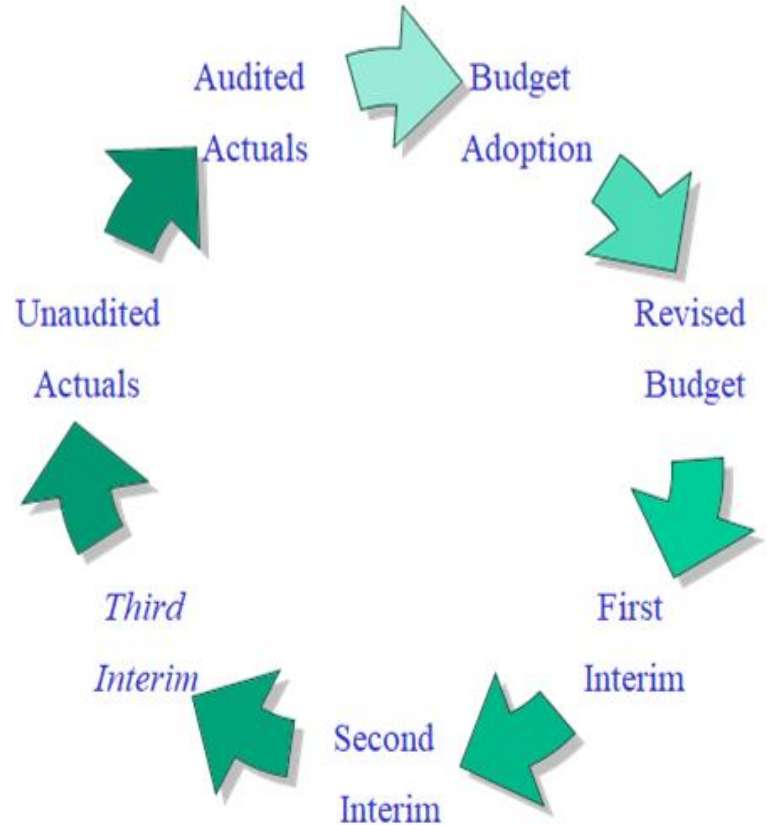 Audited
Actuals
Budget
Adoption
Revised
Budget
First
Interim
Second
Interim
Third
Interim
Unaudited
Actuals